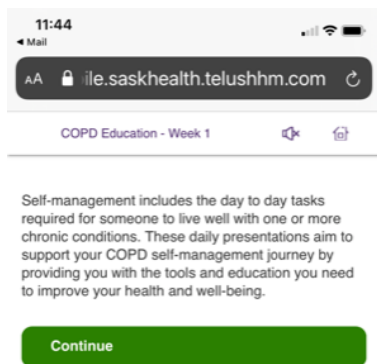 11:44
Mail
AA ile.saskhealth.telushhm.com
COPD Education - Week 1
Self-management includes the day to day tasks
required for someone to live well with one or more
chronic conditions. These daily presentations aim to
support your COPD self-management journey by
providing you with the tools and education you need
to improve your health and well-being.
Continue